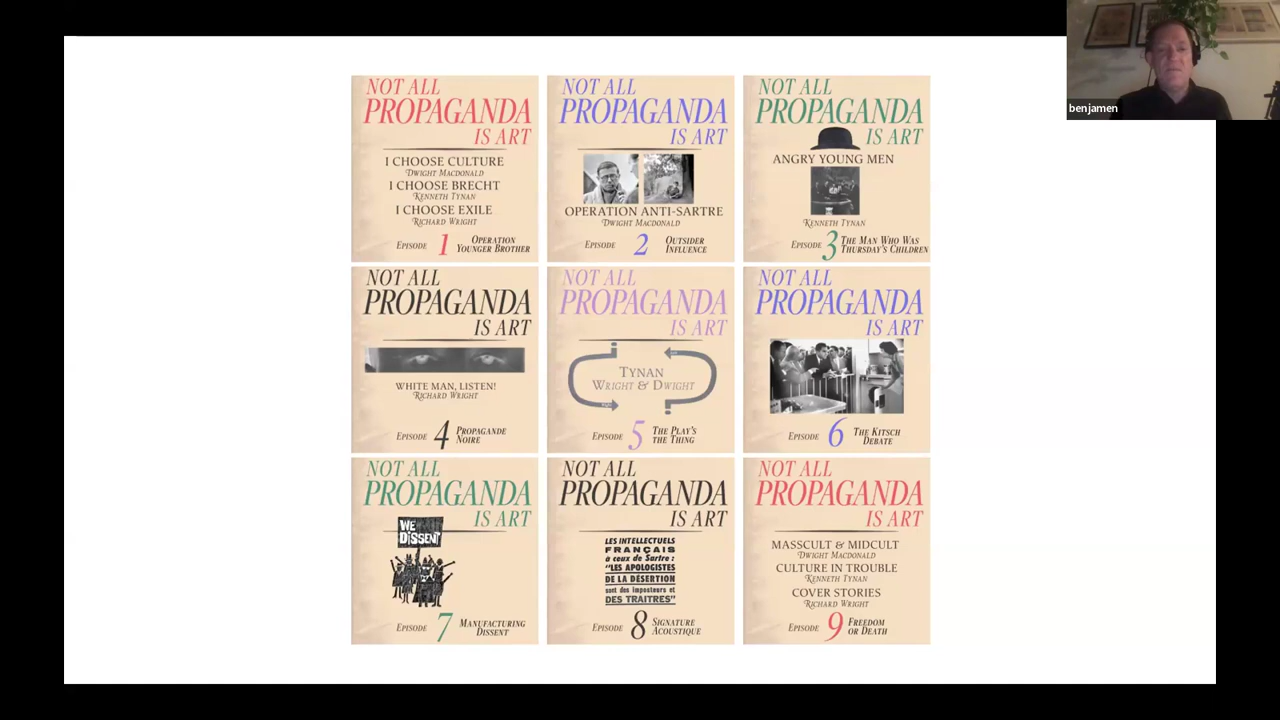 benjamen
NOT ALL
PROPAGANDA
IS ART
I CHOOSE CULTURE
DWIGHT MACDONALD
I CHOOSE BRECHT
KENNETH TYNAN
I CHOOSE EXILE
RICHARD WRIGHT
EPISODE 1 OPERATION
YOUNGER BROTHER
NOT ALL
PROPAGANDA
IS ART
OPERATION ANTI-SARTRE
DWIGHT MACDONALD
EPISODE 2 OUTSIDER
INFLUENCE
NOT ALL
PROPAGANDA
IS ART
ANGRY YOUNG MEN
KENNETH TYNAN
EPISODE 3 THE MAN WHO WAS
THURSDAY'S CHILDREN
NOT ALL
PROPAGANDA
IS ART
WHITE MAN, LISTEN!
RICHARD WRIGHT
EPISODE 4 PROPAGANDE
NOIRE
NOT ALL
PROPAGANDA
IS ART
TYNAN
WRIGHT & DWIGHT
EPISODE 5 THE PLAY'S
THE THING
NOT ALL
PROPAGANDA
IS ART
EPISODE 6 THE KITSCH
DEBATE
NOT ALL
PROPAGANDA
IS ART
WE
DISSENT
EPISODE 7 MANUFACTURING
DISSENT
NOT ALL
PROPAGANDA
IS ART
LES INTELLECTUELS
FRANÇAIS
à ceux de Sartre :
"LES APOLOGISTES
DE LA DÉSERTION
sont des imposteurs et
DES TRAITRES"
EPISODE 8 SIGNATURE
ACOUSTIQUE
NOT ALL
PROPAGANDA
IS ART
MASSCULT & MIDCULT
DWIGHT MACDONALD
CULTURE IN TROUBLE
KENNETH TYNAN
COVER STORIES
RICHARD WRIGHT
EPISODE 9 FREEDOM
OR DEATH